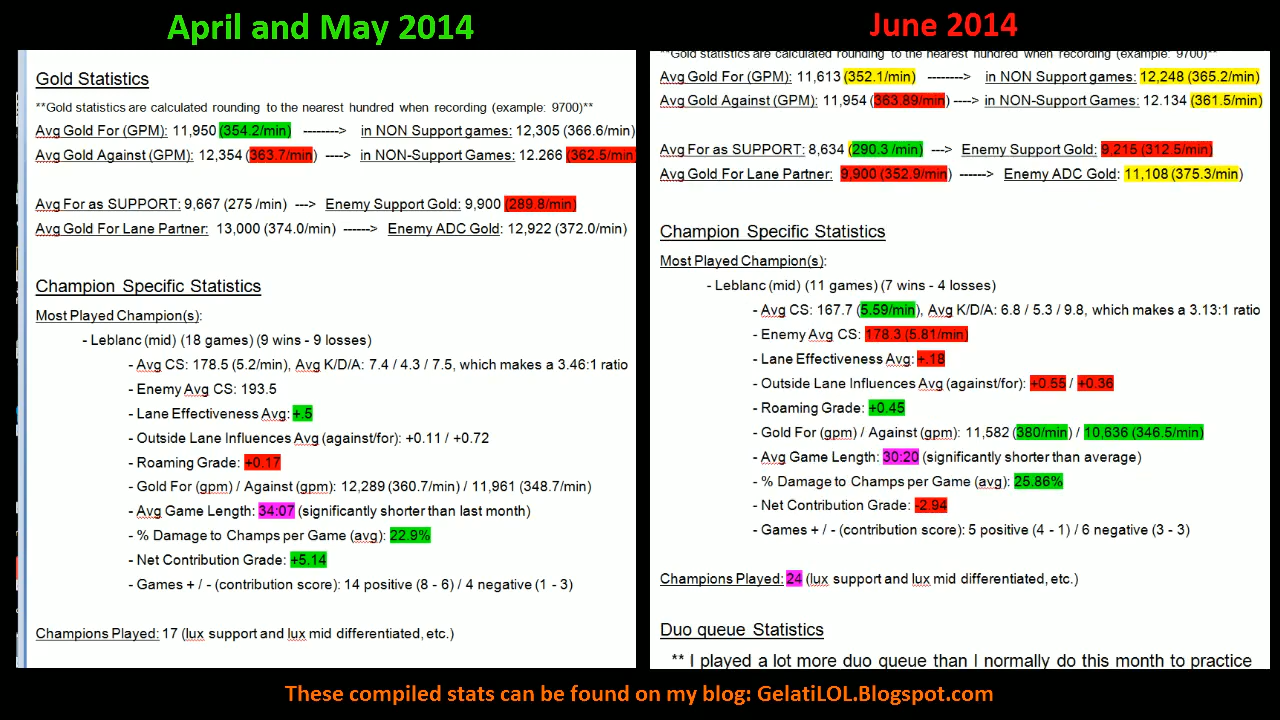 April and May 2014
Gold Statistics
**Gold statistics are calculated rounding to the nearest hundred when recording (example: 9700)**
Avg Gold For (GPM): 11,950 (354.2/min) --------> in NON Support games: 12,305 (366.6/min)
Avg Gold Against (GPM): 12,354 (363.7/min) ----> in NON-Support Games: 12.266 (362.5/min)
Avg For as SUPPORT: 9,667 (275 /min) ---> Enemy Support Gold: 9,900 (289.8/min)
Avg Gold For Lane Partner: 13,000 (374.0/min) ------> Enemy ADC Gold: 12,922 (372.0/min)
Champion Specific Statistics
Most Played Champion(s):
- Leblanc (mid) (18 games) (9 wins - 9 losses)
- Avg CS: 178.5 (5.2/min), Avg K/D/A: 7.4 / 4.3 / 7.5, which makes a 3.46:1 ratio
- Enemy Avg CS: 193.5
- Lane Effectiveness Avg: +.5
- Outside Lane Influences Avg (against/for): +0.11 / +0.72
- Roaming Grade: +0.17
- Gold For (gpm) / Against (gpm): 12,289 (360.7/min) / 11,961 (348.7/min)
- Avg Game Length: 34:07 (significantly shorter than last month)
- % Damage to Champs per Game (avg): 22.9%
- Net Contribution Grade: +5.14
- Games + / - (contribution score): 14 positive (8 - 6) / 4 negative (1 - 3)
Champions Played: 17 (lux support and lux mid differentiated, etc.)
June 2014
**Gold statistics are calculated rounding to the nearest hundred when recording (example: 9700)**
Avg Gold For (GPM): 11,613 (352.1/min) --------> in NON Support games: 12,248 (365.2/min)
Avg Gold Against (GPM): 11,954 (363.89/min) ----> in NON-Support Games: 12.134 (361.5/min)
Avg For as SUPPORT: 8,634 (290.3 /min) ---> Enemy Support Gold: 9,215 (312.5/min)
Avg Gold For Lane Partner: 9,900 (352.9/min) ------> Enemy ADC Gold: 11,108 (375.3/min)
Champion Specific Statistics
Most Played Champion(s):
- Leblanc (mid) (11 games) (7 wins - 4 losses)
- Avg CS: 167.7 (5.59/min), Avg K/D/A: 6.8 / 5.3 / 9.8, which makes a 3.13:1 ratio
- Enemy Avg CS: 178.3 (5.81/min)
- Lane Effectiveness Avg: +.18
- Outside Lane Influences Avg (against/for): +0.55 / +0.36
- Roaming Grade: +0.45
- Gold For (gpm) / Against (gpm): 11,582 (380/min) / 10,636 (346.5/min)
- Avg Game Length: 30:20 (significantly shorter than average)
- % Damage to Champs per Game (avg): 25.86%
- Net Contribution Grade: -2.94
- Games + / - (contribution score): 5 positive (4 - 1) / 6 negative (3 - 3)
Champions Played: 24 (lux support and lux mid differentiated, etc.)
Duo queue Statistics
** I played a lot more duo queue than I normally do this month to practice
These compiled stats can be found on my blog: GelatiLOL.Blogspot.com